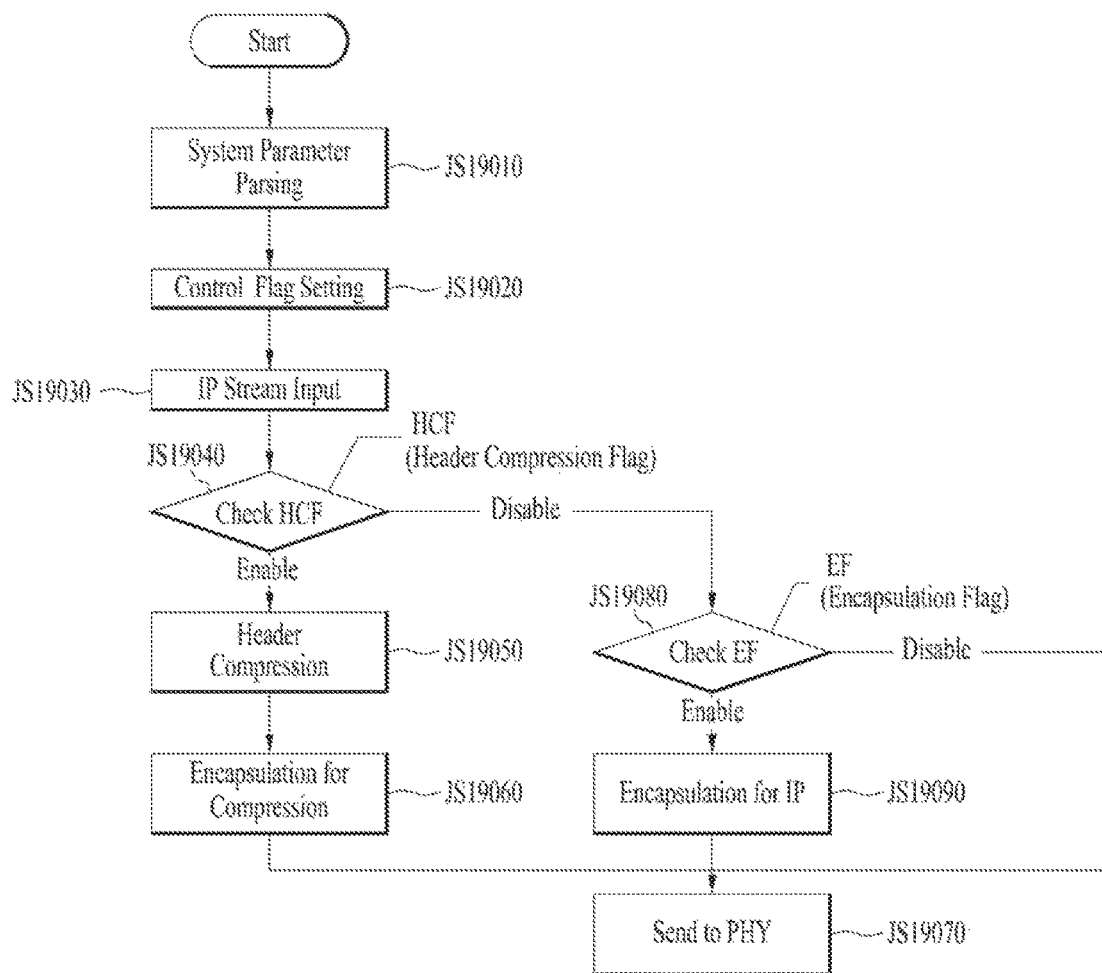 Start
System Parameter
Parsing
JS19010
Control Flag Setting
JS19020
JS19030
IP Stream Input
HCF
(Header Compression Flag)
JS19040
Check HCF
Disable
Enable
EF
(Encapsulation Flag)
JS19080
Header
Compression
JS19050
Check EF
Disable
Enable
Encapsulation for
Compression
JS19060
Encapsulation for IP
JS19090
Send to PHY
JS19070